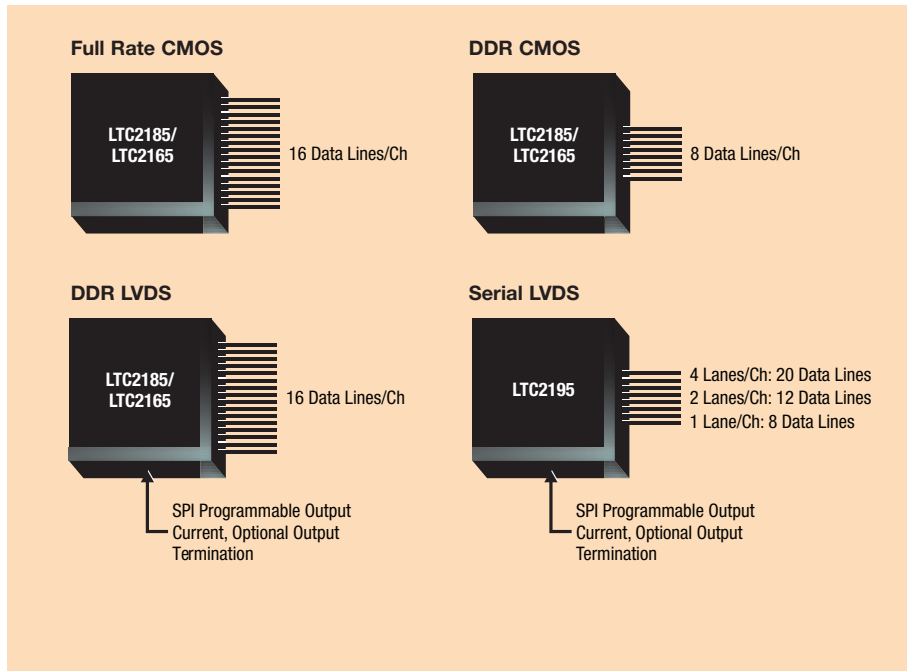 Full Rate CMOS
LTC2185/
LTC2165
16 Data Lines/Ch
DDR CMOS
LTC2185/
LTC2165
8 Data Lines/Ch
DDR LVDS
LTC2185/
LTC2165
16 Data Lines/Ch
SPI Programmable Output
Current, Optional Output
Termination
Serial LVDS
LTC2195
4 Lanes/Ch: 20 Data Lines
2 Lanes/Ch: 12 Data Lines
1 Lane/Ch: 8 Data Lines
SPI Programmable Output
Current, Optional Output
Termination